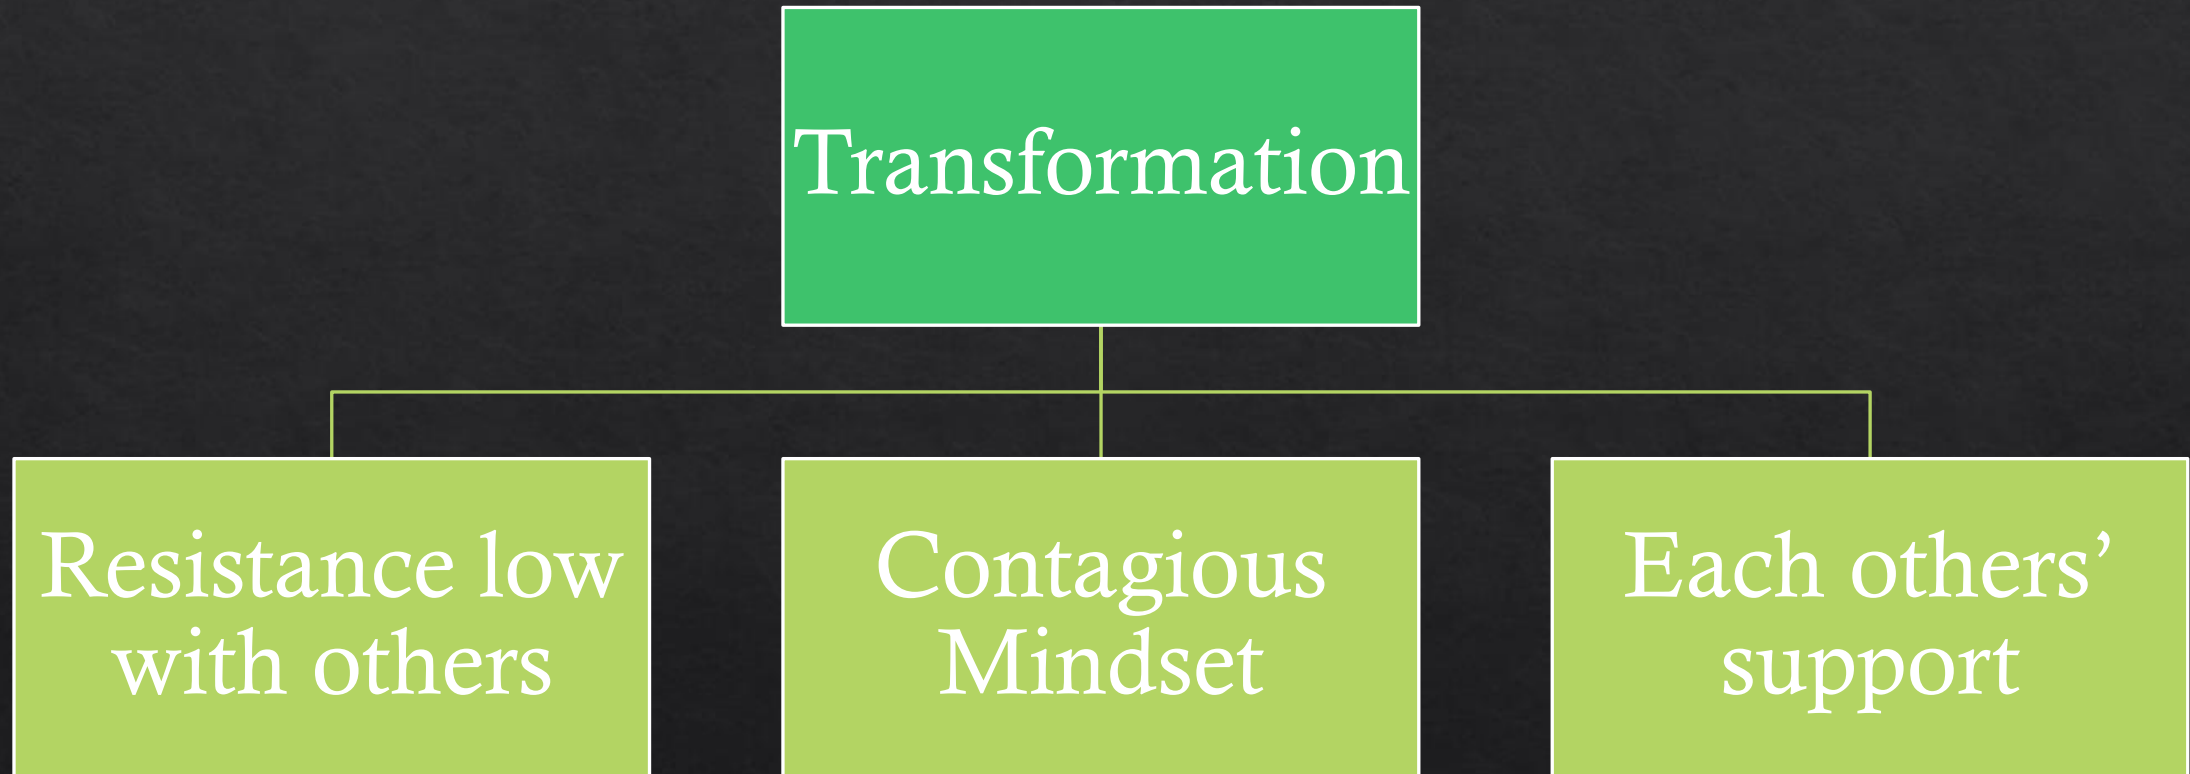 Transformation
Resistance low
with others
Contagious
Mindset
Each others’
support